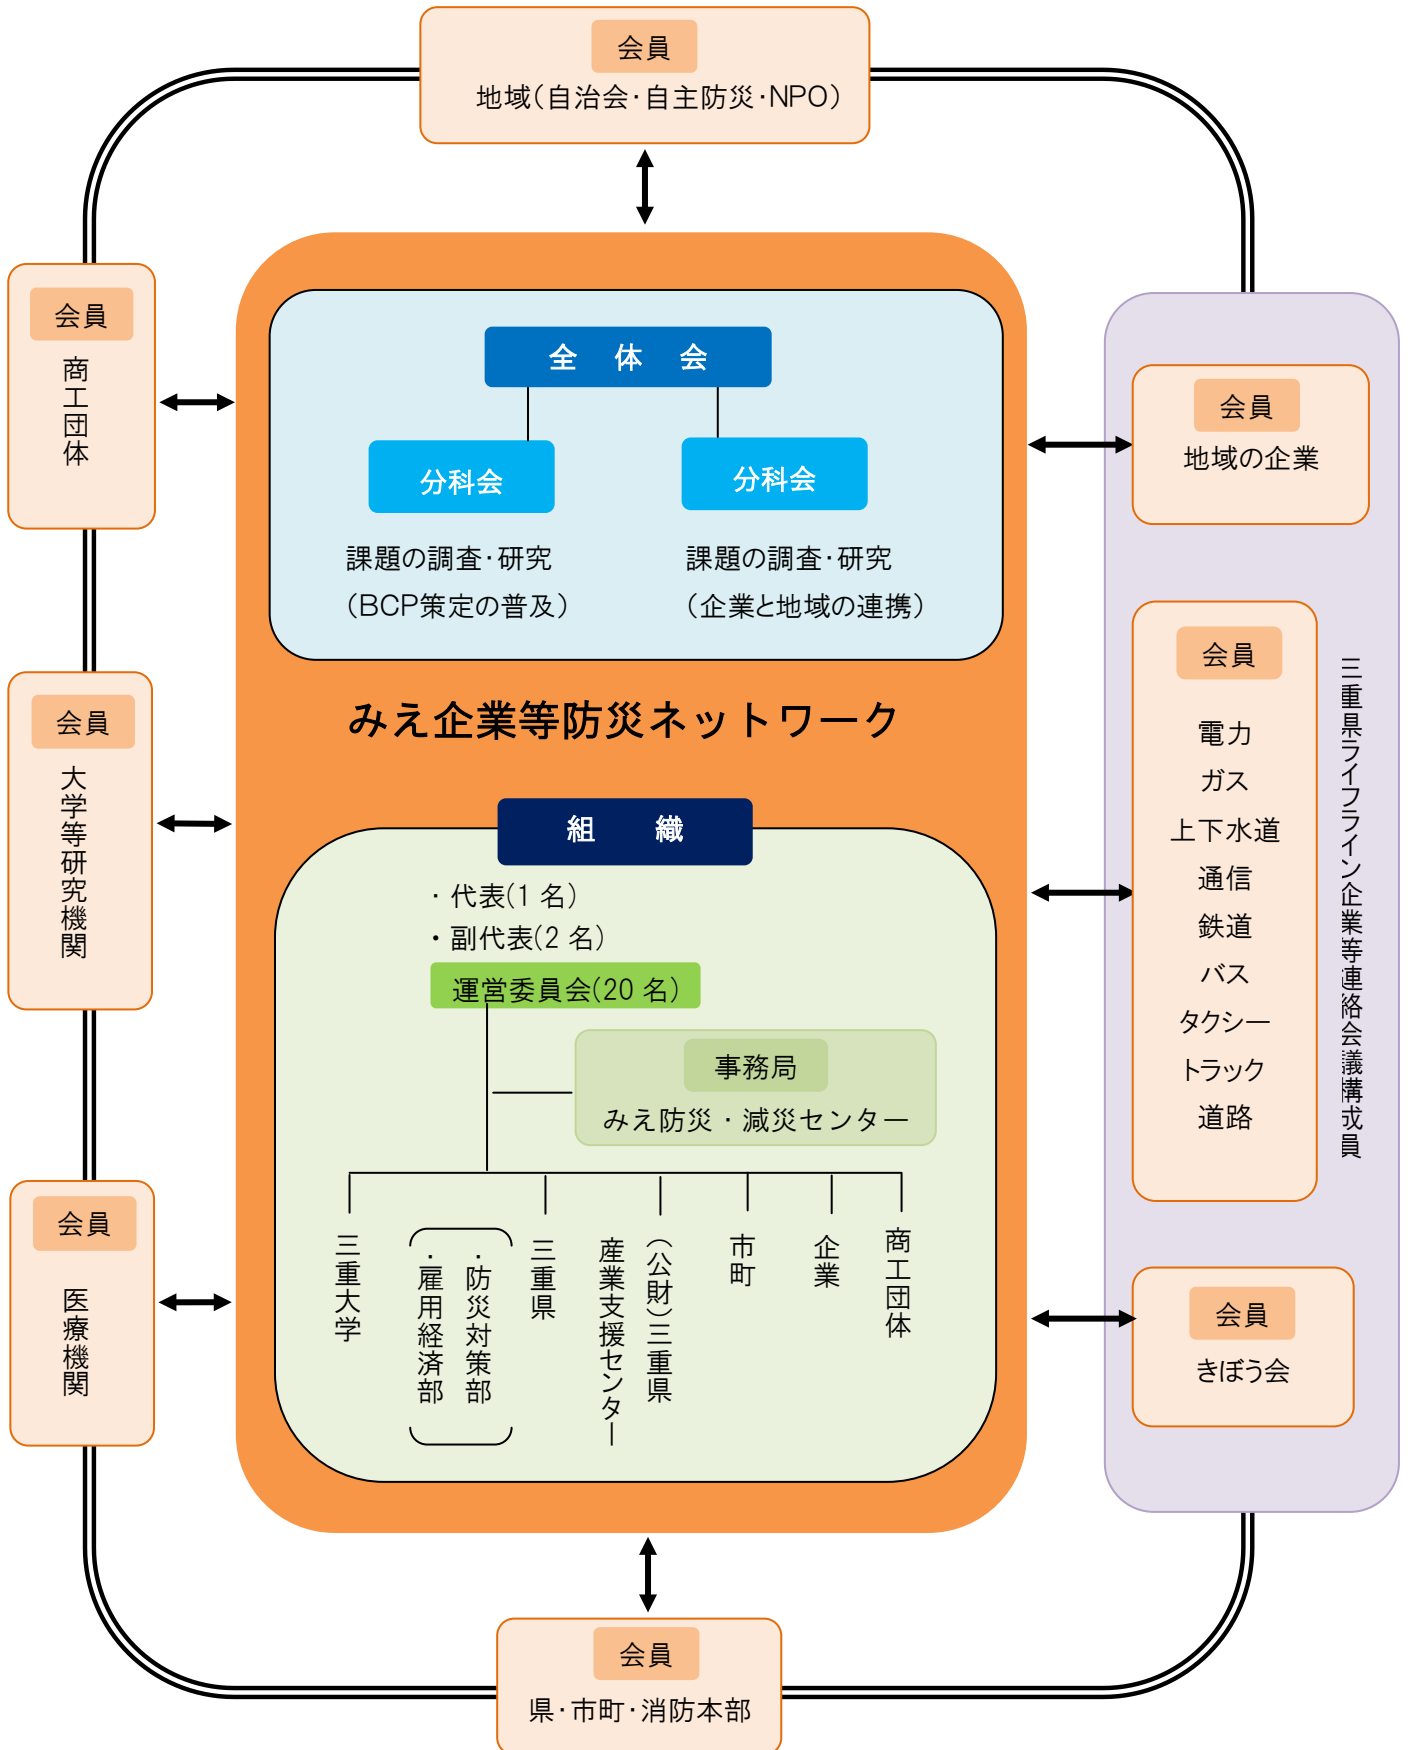 会員
地域(自治会・自主防災・NPO)
会員
商工団体
会員
大学等研究機関
会員
医療機関
全　体　会
分科会
課題の調査・研究
(BCP策定の普及)
分科会
課題の調査・研究
(企業と地域の連携)
みえ企業等防災ネットワーク
組　　織
・代表(1名)
・副代表(2名)
運営委員会(20名)
事務局
みえ防災・減災センター
三重大学
三重県
・防災対策部
・雇用経済部
(公財)三重県
産業支援センター
市町
企業
商工団体
会員
地域の企業
会員
電力
ガス
上下水道
通信
鉄道
バス
タクシー
トラック
道路
三重県ライフライン企業等連絡会議構成員
会員
きぼう会
会員
県・市町・消防本部